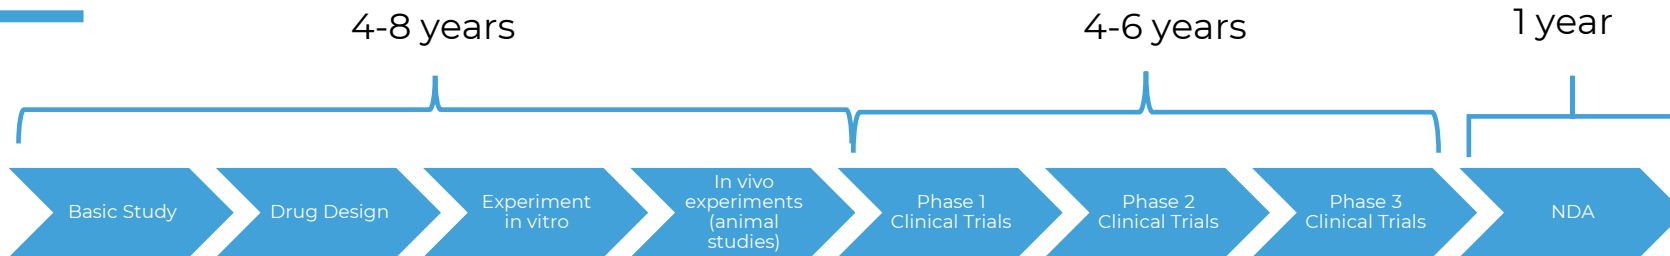 4-8 years
4-6 years
1 year
Basic Study
Drug Design
Experiment
in vitro
In vivo
experiments
(animal
studies)
Phase 1
Clinical Trials
Phase 2
Clinical Trials
Phase 3
Clinical Trials
NDA